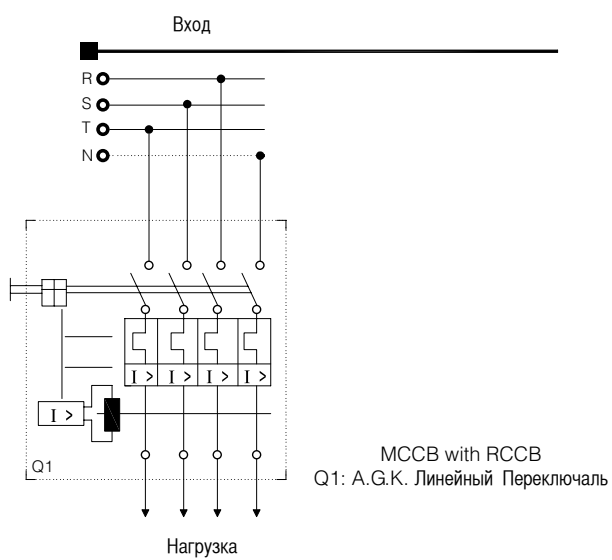 Вход
R
S
T
N
I > I > I > I >
I >
Q1
MCCB with RCCB
Q1: A.G.K. Линейный Переключаль
Нагрузка